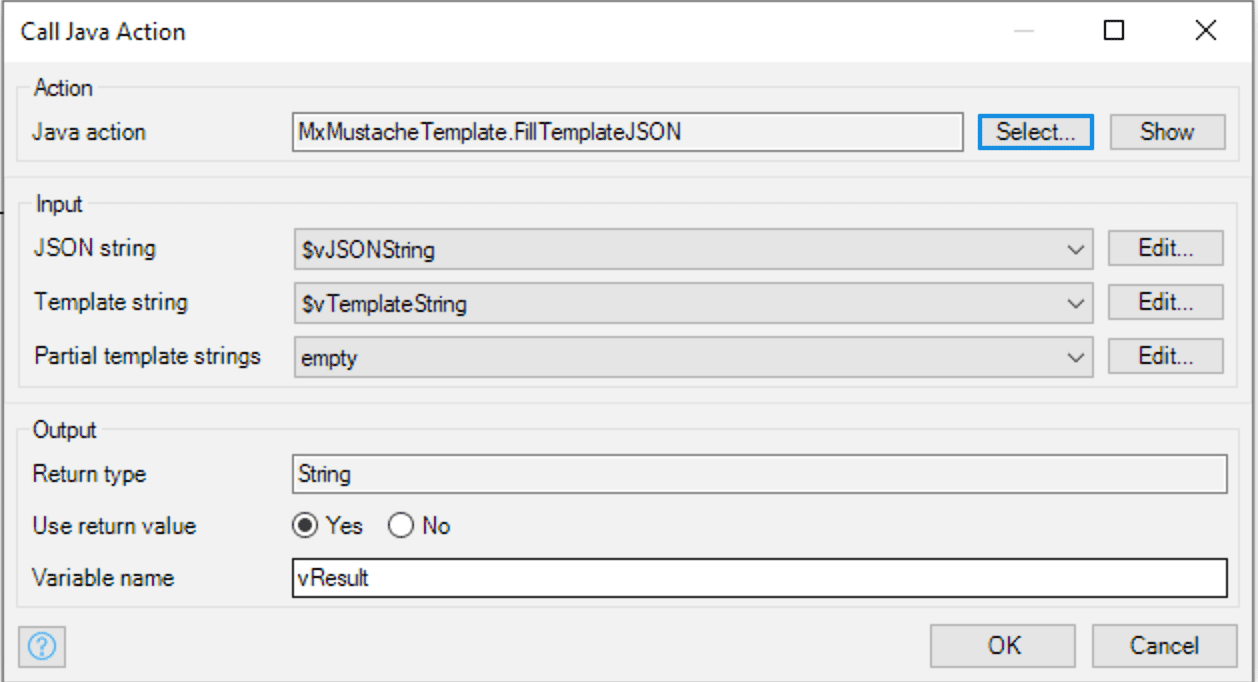 Call Java Action
Action
Java action MxMustacheTemplate.FillTemplateJSON Select... Show
Input
JSON string $vJSONString Edit...
Template string $vTemplateString Edit...
Partial template strings empty Edit...
Output
Return type String
Use return value Yes No
Variable name vResult
? OK Cancel